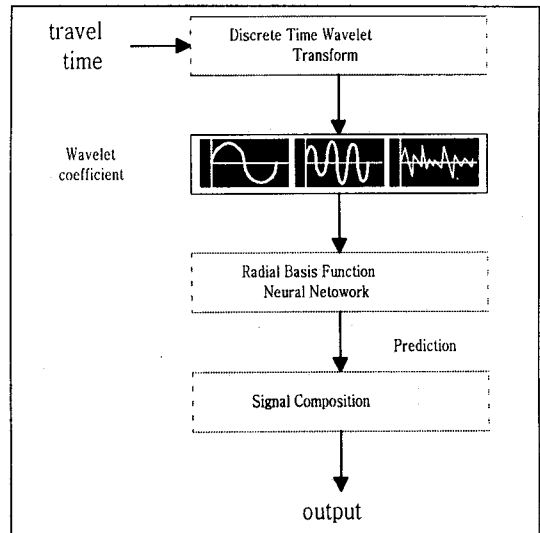 travel
time
Discrete Time Wavelet
Transform
Wavelet
coefficient
Radial Basis Function
Neural Netowork
Prediction
Signal Composition
output